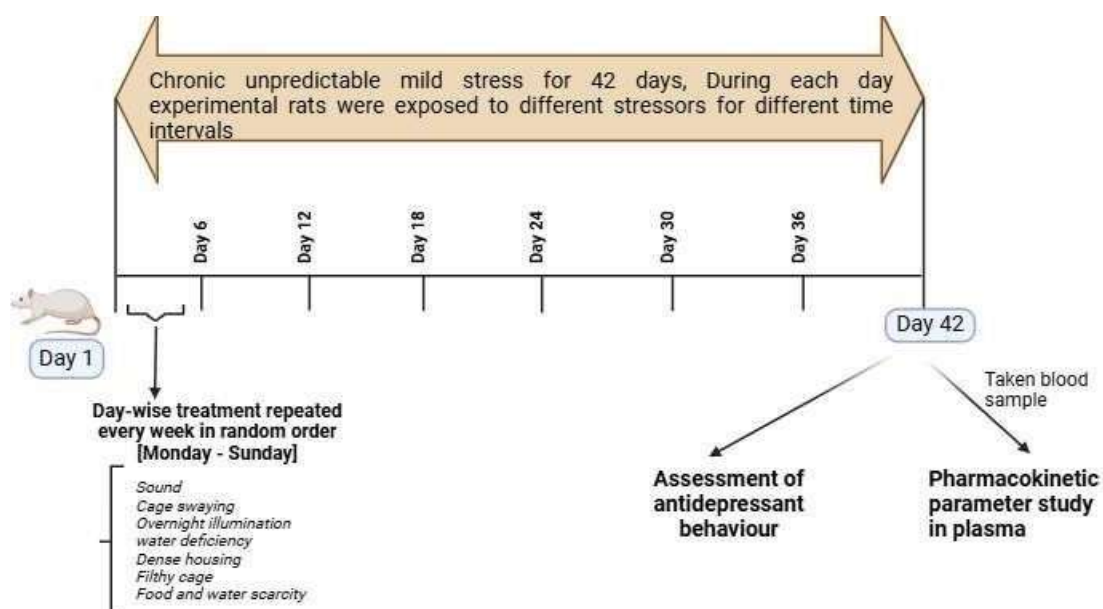 Chronic unpredictable mild stress for 42 days, During each day
experimental rats were exposed to different stressors for different time
intervals
Day 6
Day 12
Day 18
Day 24
Day 30
Day 36
Day 1
Day 42
Day-wise treatment repeated
every week in random order
[Monday - Sunday]
Sound
Cage swaying
Overnight illumination
water deficiency
Dense housing
Filthy cage
Food and water scarcity
Taken blood
sample
Assessment of
antidepressant
behaviour
Pharmacokinetic
parameter study
in plasma